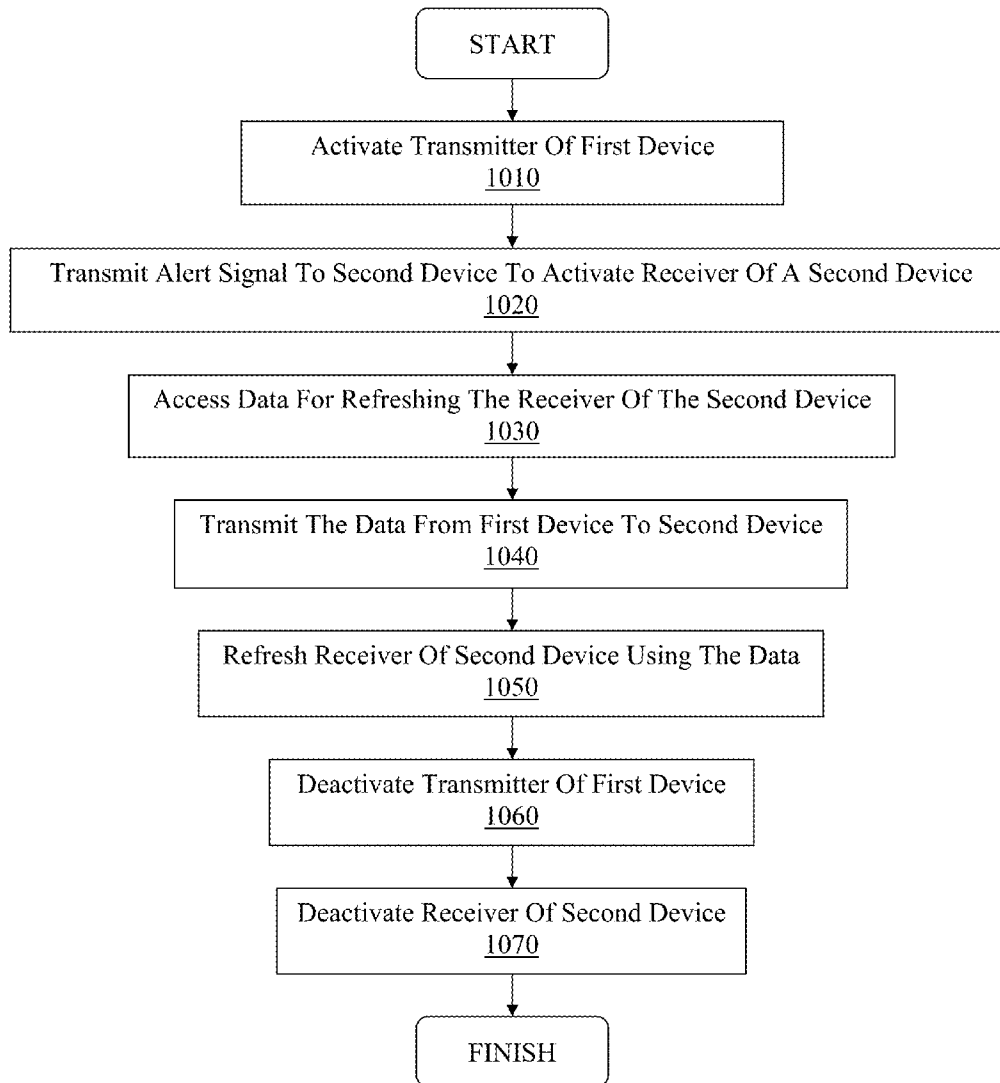 START
Activate Transmitter Of First Device
1010
Transmit Alert Signal To Second Device To Activate Receiver Of A Second Device
1020
Access Data For Refreshing The Receiver Of The Second Device
1030
Transmit The Data From First Device To Second Device
1040
Refresh Receiver Of Second Device Using The Data
1050
Deactivate Transmitter Of First Device
1060
Deactivate Receiver Of Second Device
1070
FINISH